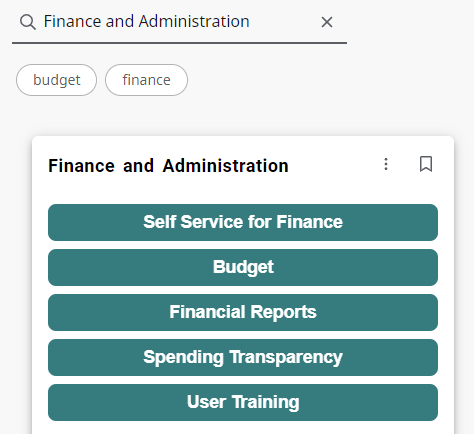 Finance and Administration
budget finance
Finance and Administration
Self Service for Finance
Budget
Financial Reports
Spending Transparency
User Training